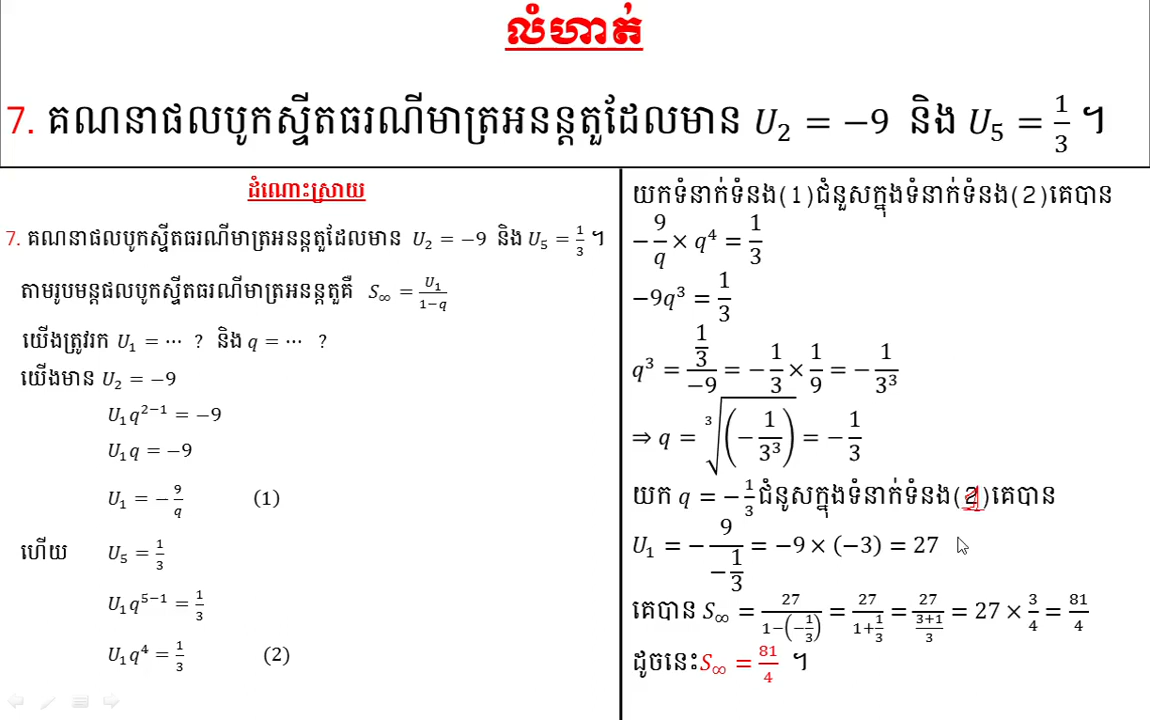 លំហាត់
7. គណនាផលបូកស្វ៊ីតធរណីមាត្រអនន្តតួដែលមាន U₂ = −9 និង U₅ = 1/3 ។
ដំណោះស្រាយ
7. គណនាផលបូកស្វ៊ីតធរណីមាត្រអនន្តតួដែលមាន U₂ = −9 និង U₅ = 1/3 ។
តាមរូបមន្តផលបូកស្វ៊ីតធរណីមាត្រអនន្តតួគឺ S∞ = U₁/(1−q)
យើងត្រូវរក U₁ = ⋯ ? និង q = ⋯ ?
យើងមាន U₂ = −9
U₁q²⁻¹ = −9
U₁q = −9
U₁ = −9/q (1)
ហើយ U₅ = 1/3
U₁q⁵⁻¹ = 1/3
U₁q⁴ = 1/3 (2)
យកទំនាក់ទំនង(1)ជំនួសក្នុងទំនាក់ទំនង(2)គេបាន
−9/q × q⁴ = 1/3
−9q³ = 1/3
q³ = (1/3)/(−9) = −1/3 × 1/9 = −1/3³
⇒ q = ∛(−1/3³) = −1/3
យក q = −1/3 ជំនូសក្នុងទំនាក់ទំនង(1)គេបាន
U₁ = −9/(−1/3) = −9 × (−3) = 27
គេបាន S∞ = 27/(1−(−1/3)) = 27/(1+1/3) = 27/((3+1)/3) = 27 × 3/4 = 81/4
ដូចនេះ S∞ = 81/4 ។